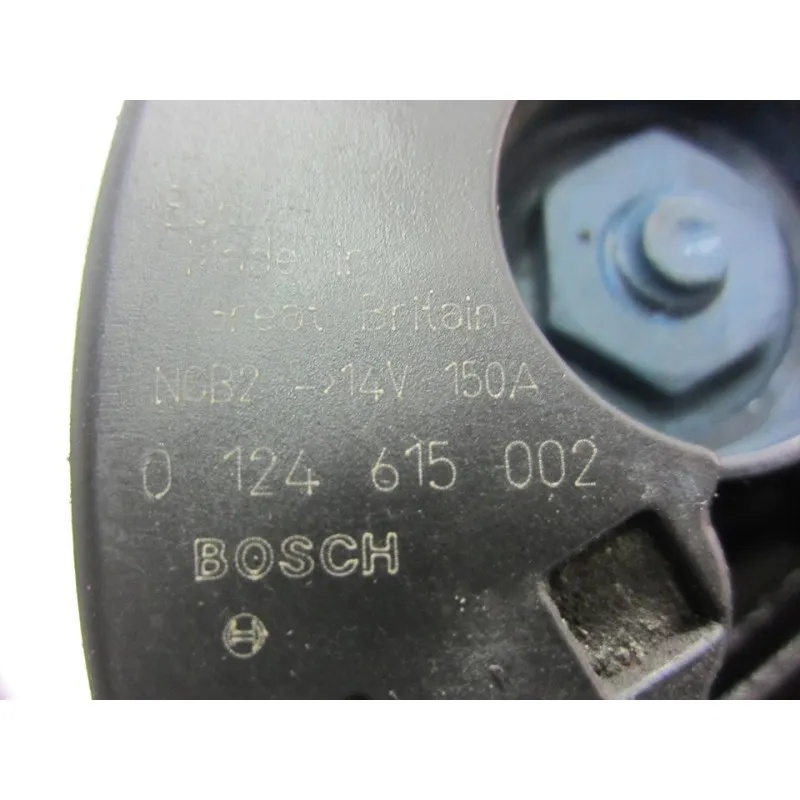 Made in
Great Britain
NCB2 →14V 150A
0 124 615 002
BOSCH